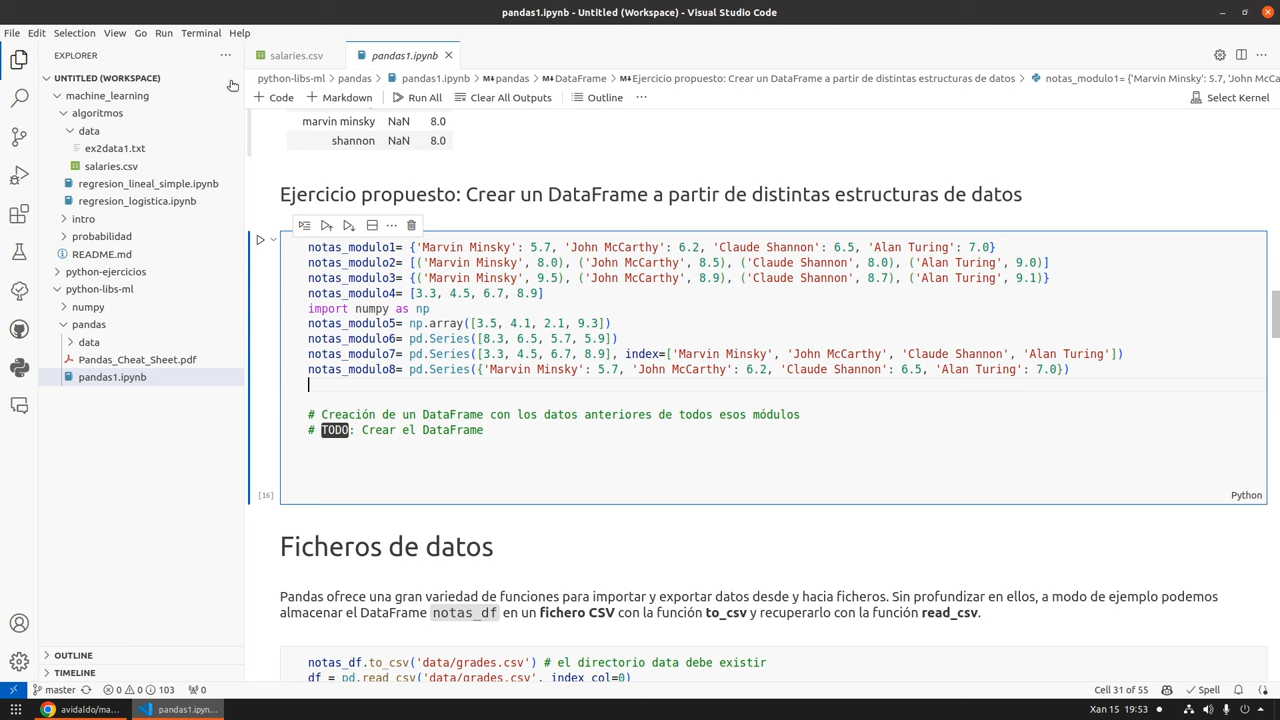 pandas1.ipynb - Untitled (Workspace) - Visual Studio Code
File Edit Selection View Go Run Terminal Help
EXPLORER
salaries.csv
pandas1.ipynb
UNTITLED (WORKSPACE)
python-libs-ml > pandas > pandas1.ipynb > M↓pandas > M↓DataFrame > M↓Ejercicio propuesto: Crear un DataFrame a partir de distintas estructuras de datos > notas_modulo1= {'Marvin Minsky': 5.7, 'John McCa
+ Code + Markdown Run All Clear All Outputs Outline ... Select Kernel
machine_learning
algoritmos
data
ex2data1.txt
salaries.csv
regresion_lineal_simple.ipynb
regresion_logistica.ipynb
intro
probabilidad
README.md
python-ejercicios
python-libs-ml
numpy
pandas
data
Pandas_Cheat_Sheet.pdf
pandas1.ipynb
OUTLINE
TIMELINE
marvin minsky NaN 8.0
shannon NaN 8.0
Ejercicio propuesto: Crear un DataFrame a partir de distintas estructuras de datos
notas_modulo1= {'Marvin Minsky': 5.7, 'John McCarthy': 6.2, 'Claude Shannon': 6.5, 'Alan Turing': 7.0}
notas_modulo2= [('Marvin Minsky', 8.0), ('John McCarthy', 8.5), ('Claude Shannon', 8.0), ('Alan Turing', 9.0)]
notas_modulo3= {('Marvin Minsky', 9.5), ('John McCarthy', 8.9), ('Claude Shannon', 8.7), ('Alan Turing', 9.1)}
notas_modulo4= [3.3, 4.5, 6.7, 8.9]
import numpy as np
notas_modulo5= np.array([3.5, 4.1, 2.1, 9.3])
notas_modulo6= pd.Series([8.3, 6.5, 5.7, 5.9])
notas_modulo7= pd.Series([3.3, 4.5, 6.7, 8.9], index=['Marvin Minsky', 'John McCarthy', 'Claude Shannon', 'Alan Turing'])
notas_modulo8= pd.Series({'Marvin Minsky': 5.7, 'John McCarthy': 6.2, 'Claude Shannon': 6.5, 'Alan Turing': 7.0})
# Creación de un DataFrame con los datos anteriores de todos esos módulos
# TODO: Crear el DataFrame
[16]
Python
Ficheros de datos
Pandas ofrece una gran variedad de funciones para importar y exportar datos desde y hacia ficheros. Sin profundizar en ellos, a modo de ejemplo podemos
almacenar el DataFrame notas_df en un fichero CSV con la función to_csv y recuperarlo con la función read_csv.
notas_df.to_csv('data/grades.csv') # el directorio data debe existir
df = pd.read_csv('data/grades.csv', index_col=0)
master 0 0 103 0 Cell 31 of 55 Spell
avidaldo/ma... pandas1.ipyn... Xan 15 19:53